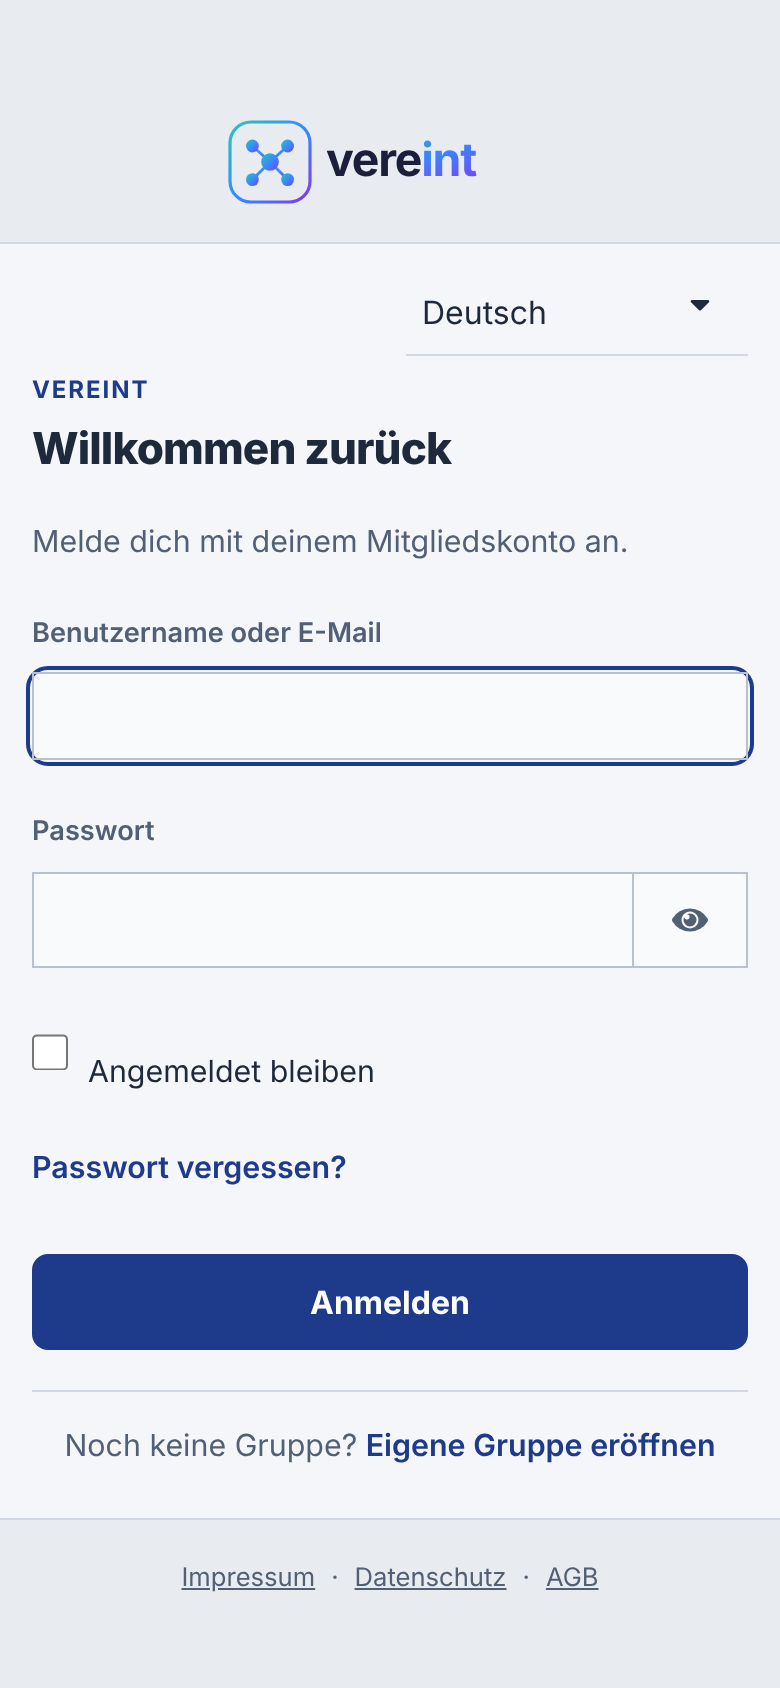 vereint
Deutsch
VEREINT
Willkommen zurück
Melde dich mit deinem Mitgliedskonto an.
Benutzername oder E-Mail
Passwort
Angemeldet bleiben
Passwort vergessen?
Anmelden
Noch keine Gruppe? Eigene Gruppe eröffnen
Impressum · Datenschutz · AGB